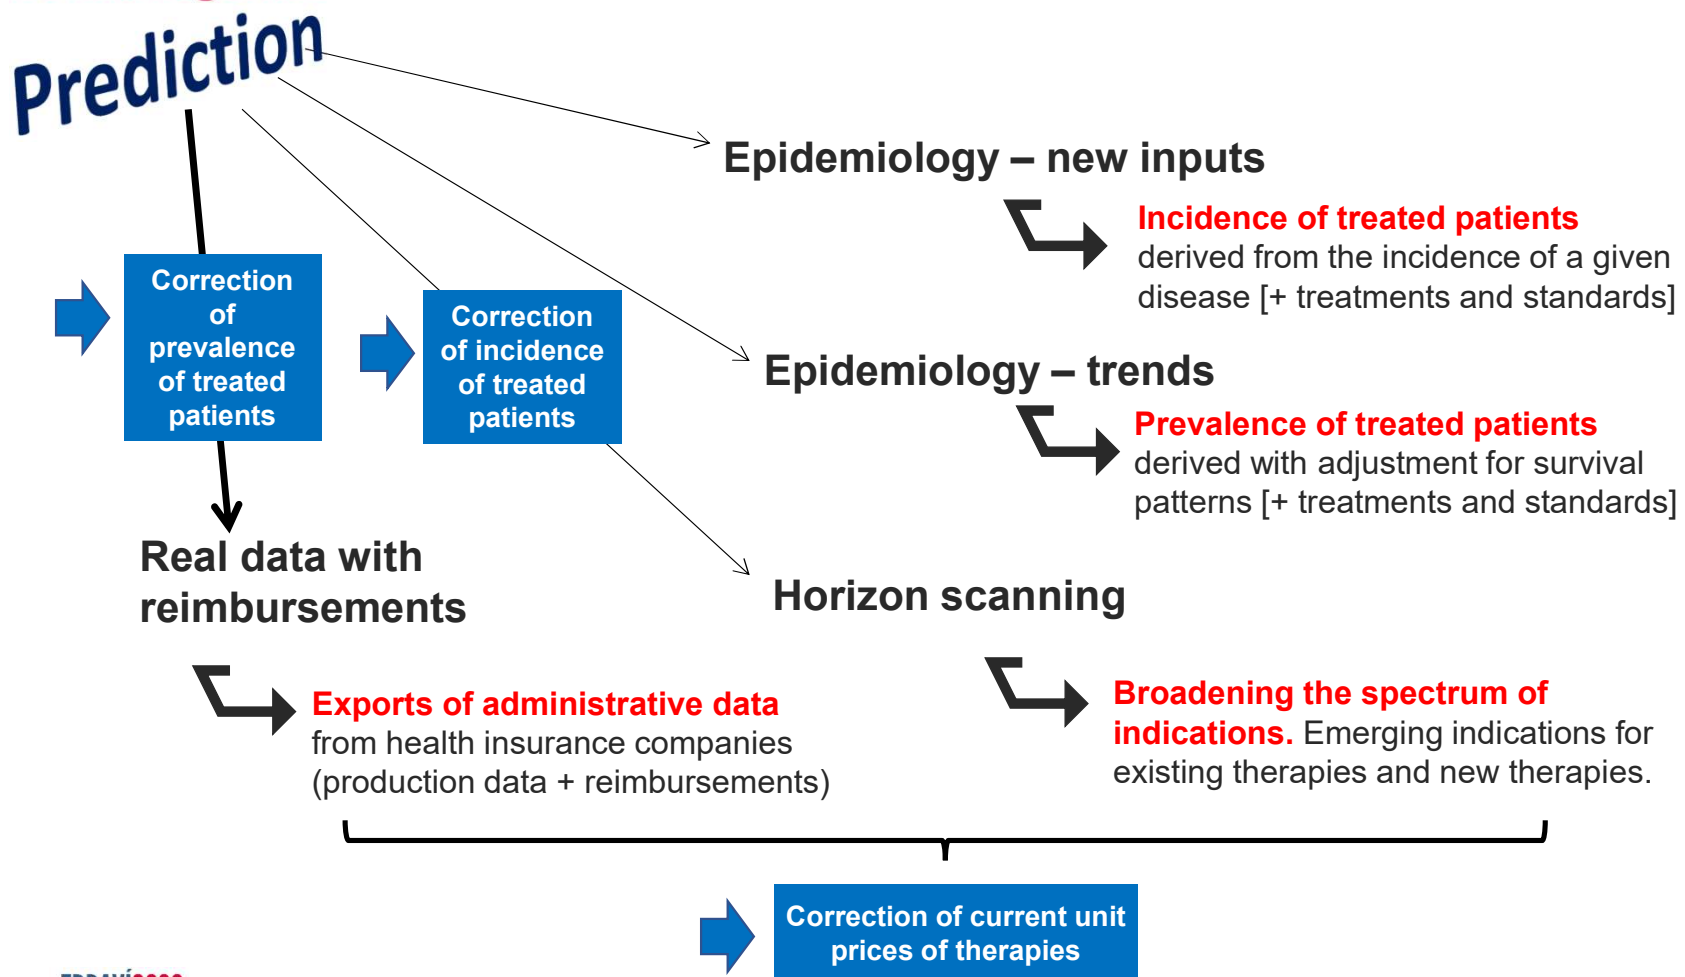 Prediction
Epidemiology – new inputs
Incidence of treated patients
derived from the incidence of a given
disease [+ treatments and standards]
Correction
of
prevalence
of treated
patients
Correction
of incidence
of treated
patients
Epidemiology – trends
Prevalence of treated patients
derived with adjustment for survival
patterns [+ treatments and standards]
Real data with
reimbursements
Horizon scanning
Exports of administrative data
from health insurance companies
(production data + reimbursements)
Broadening the spectrum of
indications. Emerging indications for
existing therapies and new therapies.
Correction of current unit
prices of therapies